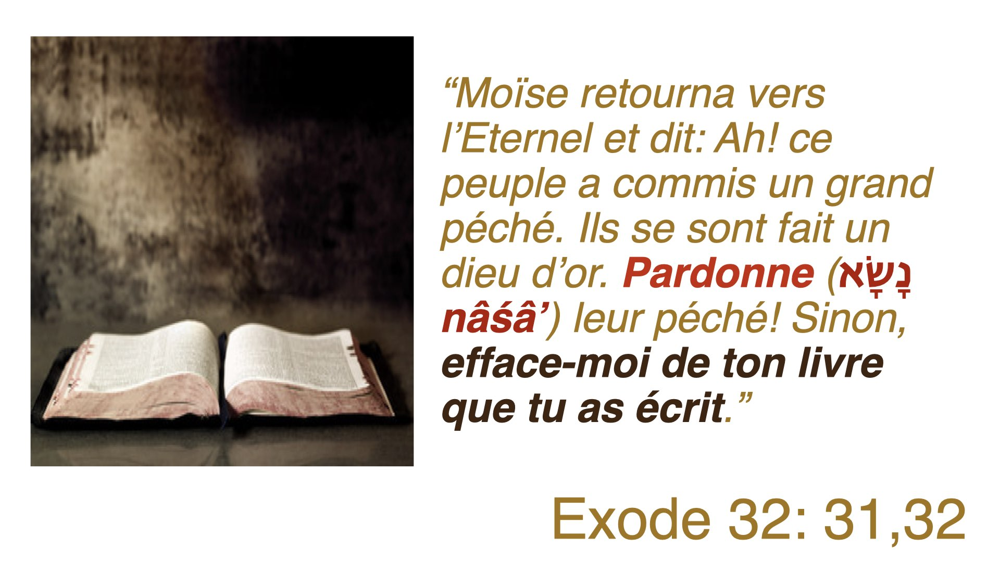 “Moïse retourna vers
l’Eternel et dit: Ah! ce
peuple a commis un grand
péché. Ils se sont fait un
dieu d’or. Pardonne (נָשָׂא
nâśâ’) leur péché! Sinon,
efface-moi de ton livre
que tu as écrit.”
Exode 32: 31,32